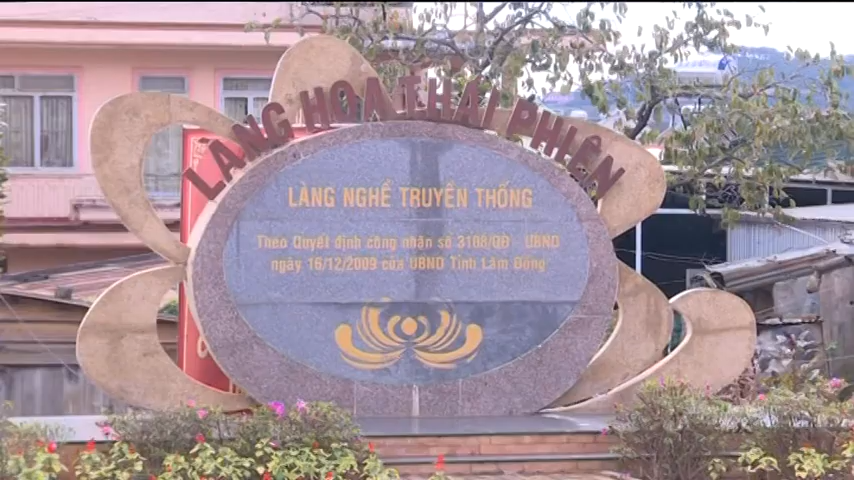 LÀNG HOA THÁI PHIÊN
LÀNG NGHỀ TRUYỀN THỐNG
Theo Quyết định công nhận số 3108/QĐ UBND
ngày 16/12/2009 của UBND Tỉnh Lâm Đồng